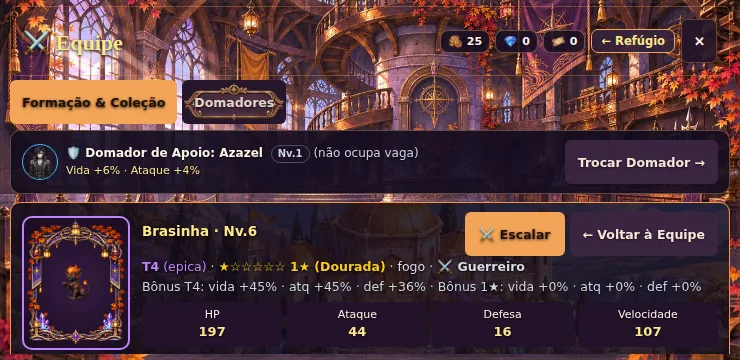 ⚔️ Equipe
25 0 0 ← Refúgio ✕
Formação & Coleção Domadores
🛡️ Domador de Apoio: Azazel Nv.1 (não ocupa vaga)
Vida +6% · Ataque +4%
Trocar Domador →
Brasinha · Nv.6
⚔️ Escalar ← Voltar à Equipe
T4 (epica) · ★☆☆☆☆☆ 1★ (Dourada) · fogo · ⚔️ Guerreiro
Bônus T4: vida +45% · atq +45% · def +36% · Bônus 1★: vida +0% · atq +0% · def +0%
HP Ataque Defesa Velocidade
197 44 16 107